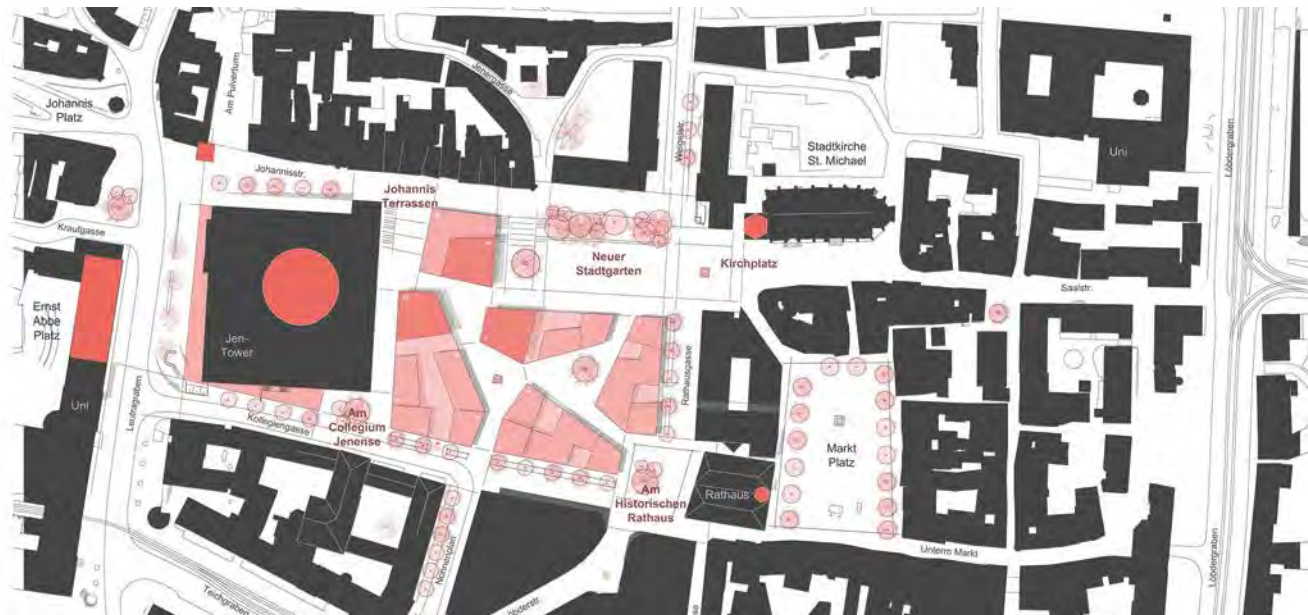 Johannis
Platz
Am Pulverturm
Jenergasse
Weigelstr.
Stadtkirche
St. Michael
Uni
Löbdergraben
Johannisstr.
Johannis
Terrassen
Krautgasse
Neuer
Stadtgarten
Kirchplatz
Saalstr.
Ernst
Abbe
Platz
Jen-
Tower
Rathausgasse
Uni
Leutragraben
Kollegiengasse
Am
Collegium
Jenense
Markt
Platz
Rathaus
Am
Historischen
Rathaus
Nonnenplan
Unterm Markt
Löbdergraben
Teichgraben